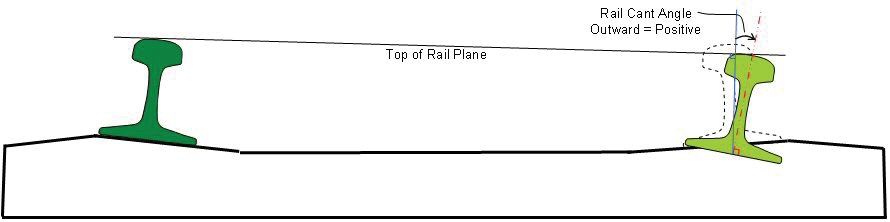 Rail Cant Angle
Outward = Positive
Top of Rail Plane